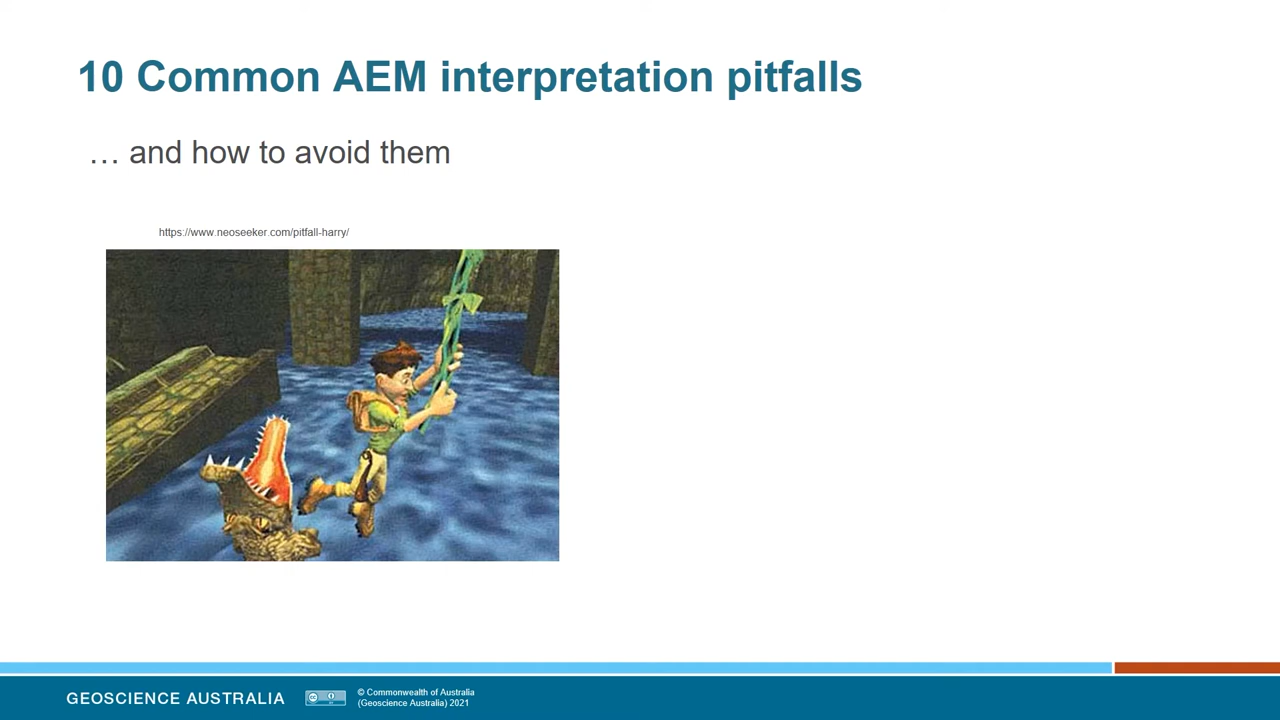 10 Common AEM interpretation pitfalls
… and how to avoid them
https://www.neoseeker.com/pitfall-harry/
GEOSCIENCE AUSTRALIA
© Commonwealth of Australia
(Geoscience Australia) 2021